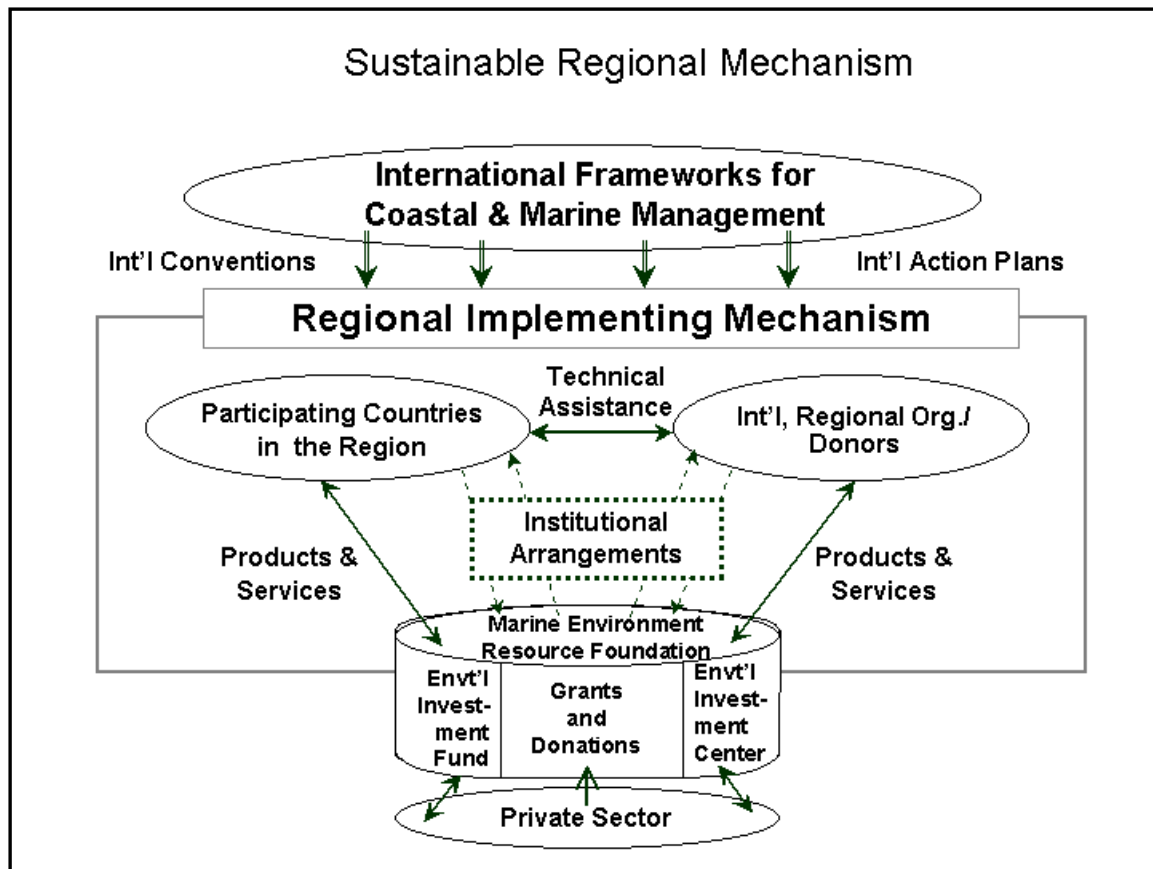 Sustainable Regional Mechanism
International Frameworks for
Coastal & Marine Management
Int'l Conventions
Int'l Action Plans
Regional Implementing Mechanism
Technical
Assistance
Participating Countries
in the Region
Int'l, Regional Org./
Donors
Institutional
Arrangements
Products &
Services
Products &
Services
Marine Environment
Resource Foundation
Envt'l
Invest-
ment
Fund
Grants
and
Donations
Envt'l
Invest-
ment
Center
Private Sector